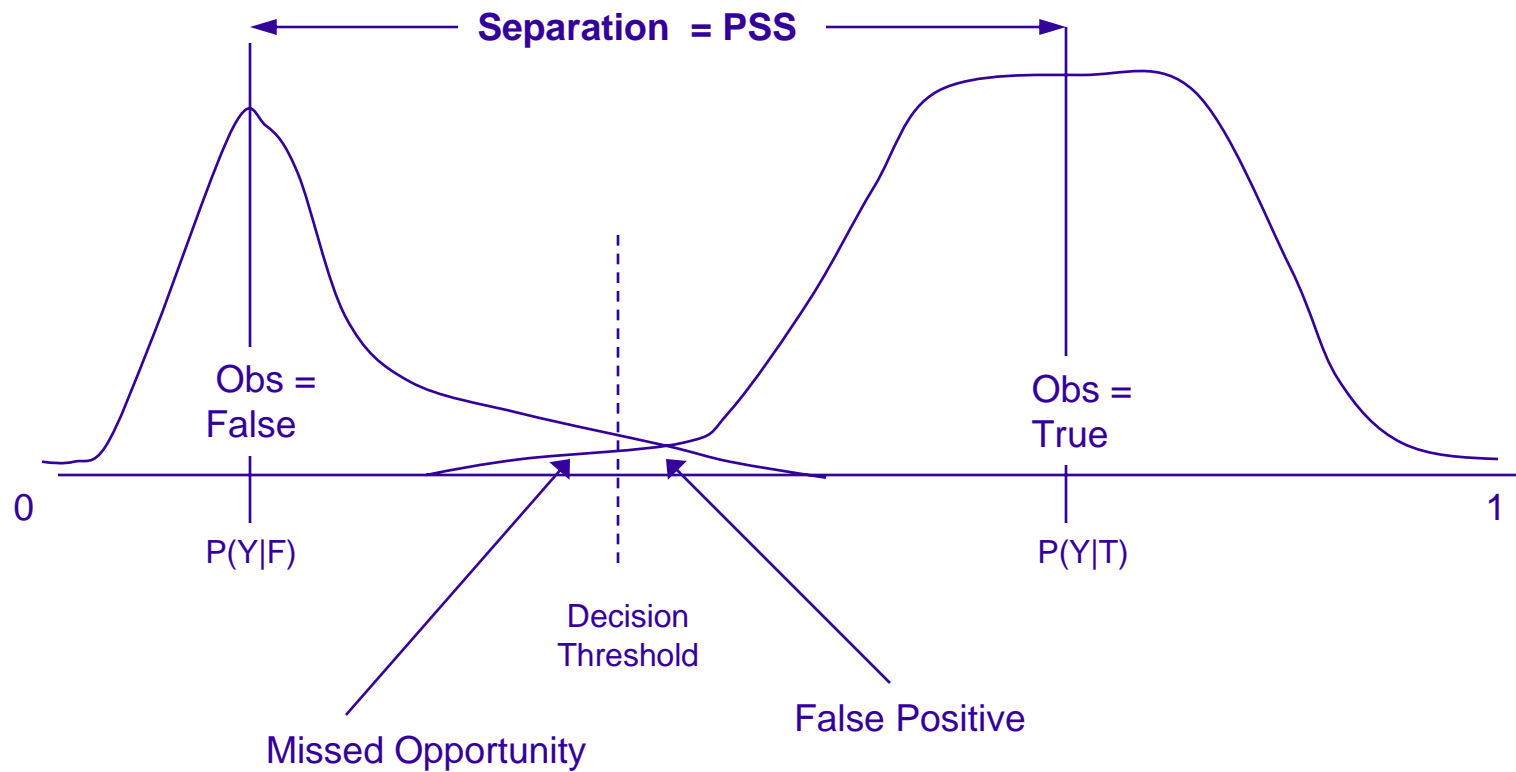 Separation = PSS
Obs =
False
Obs =
True
0
1
P(Y|F)
P(Y|T)
Decision
Threshold
False Positive
Missed Opportunity